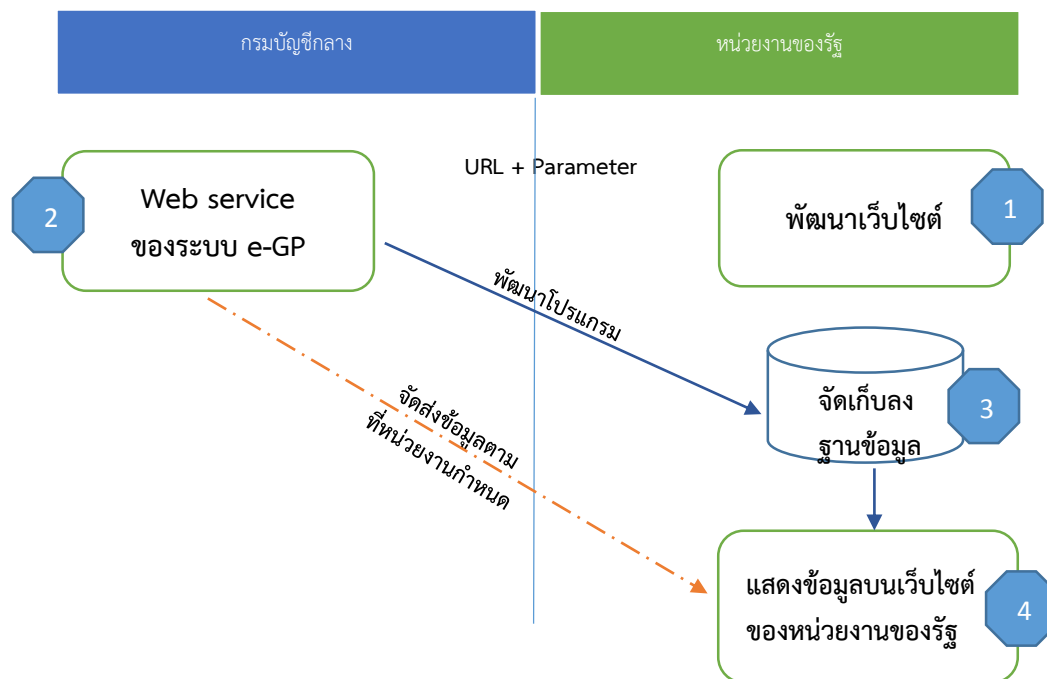 กรมบัญชีกลาง
หน่วยงานของรัฐ
URL + Parameter
2
Web service
ของระบบ e-GP
พัฒนาเว็บไซต์
1
พัฒนาโปรแกรม
จัดเก็บลง
ฐานข้อมูล
3
จัดส่งข้อมูลตาม
ที่หน่วยงานกำหนด
แสดงข้อมูลบนเว็บไซต์
ของหน่วยงานของรัฐ
4